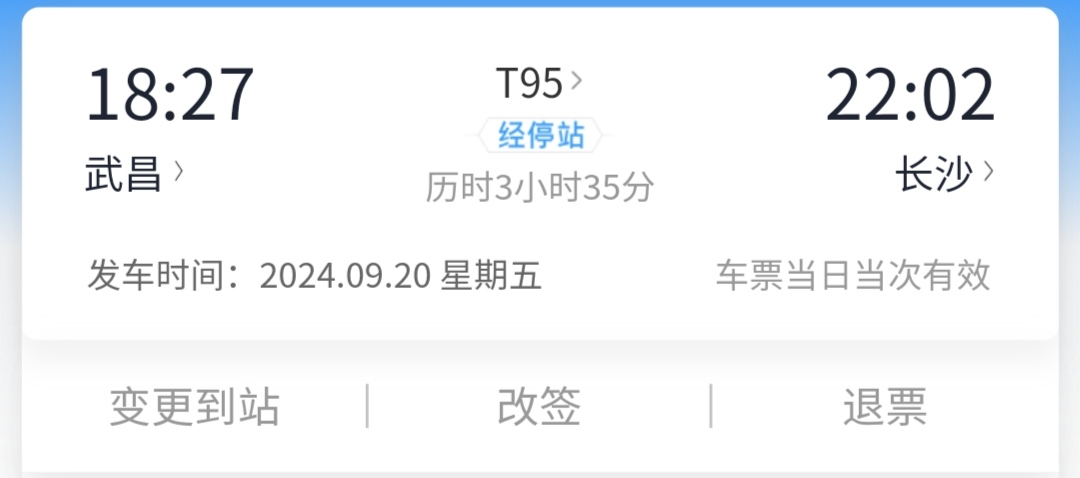 18:27 T95 22:02
经停站
武昌 长沙
历时3小时35分
发车时间：2024.09.20 星期五 车票当日当次有效
变更到站 改签 退票